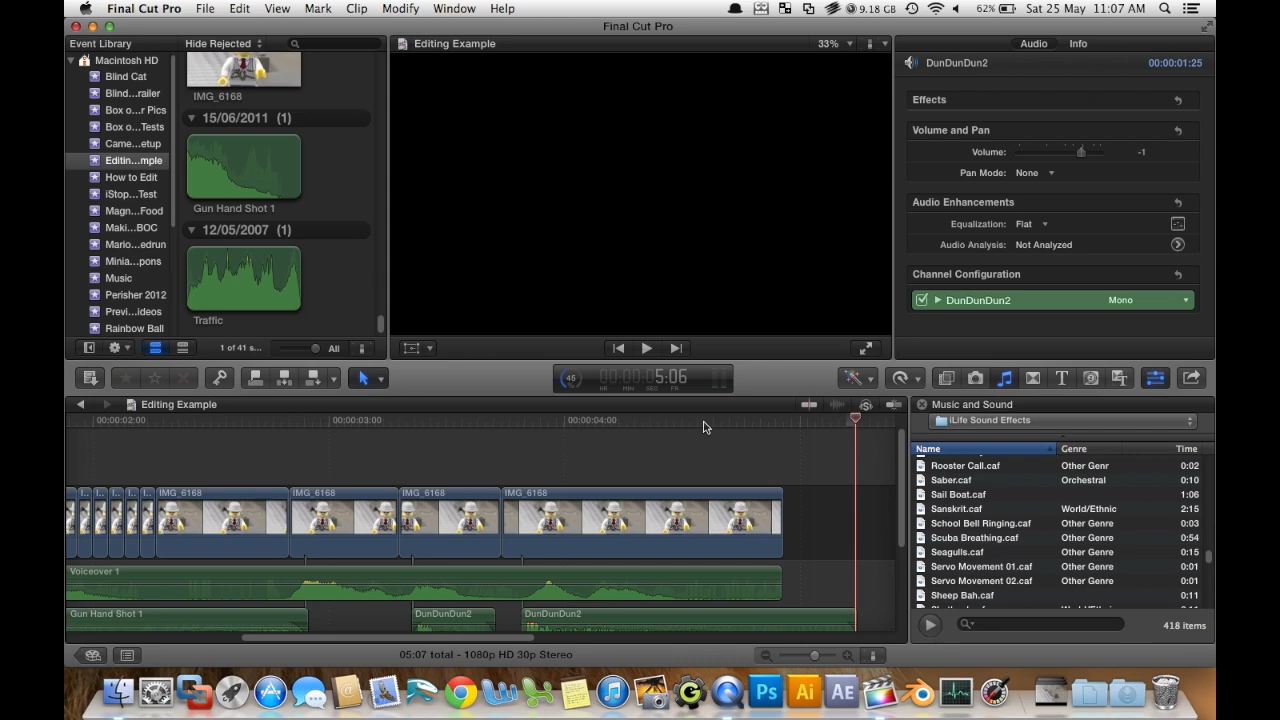 Final Cut Pro File Edit View Mark Clip Modify Window Help 9.18 GB 62% Sat 25 May 11:07 AM
Final Cut Pro
Event Library
Hide Rejected
Macintosh HD
Blind Cat
Blind...railer
Box o...r Pics
Box o...Tests
Came...etup
Editin...mple
How to Edit
iStop...Test
Magn...Food
Maki...BOC
Mario...edrun
Minia...pons
Music
Perisher 2012
Previ...ideos
Rainbow Ball
IMG_6168
15/06/2011 (1)
Gun Hand Shot 1
12/05/2007 (1)
Traffic
1 of 41 s...
All
Editing Example
33%
Audio Info
DunDunDun2 00:00:01:25
Effects
Volume and Pan
Volume: -1
Pan Mode: None
Audio Enhancements
Equalization: Flat
Audio Analysis: Not Analyzed
Channel Configuration
DunDunDun2 Mono
45 00:00:05:06
HR MIN SEC FR
Editing Example
00:00:02:00 00:00:03:00 00:00:04:00
I.. I.. I.. I.. I.. IMG_6168 IMG_6168 IMG_6168 IMG_6168
Voiceover 1
Gun Hand Shot 1 DunDunDun2 DunDunDun2
05:07 total - 1080p HD 30p Stereo
Music and Sound
iLife Sound Effects
Name Genre Time
Rooster Call.caf Other Genr 0:02
Saber.caf Orchestral 0:10
Sail Boat.caf 1:06
Sanskrit.caf World/Ethnic 2:15
School Bell Ringing.caf Other Genre 0:03
Scuba Breathing.caf Other Genre 0:54
Seagulls.caf Other Genre 0:15
Servo Movement 01.caf Other Genre 0:01
Servo Movement 02.caf Other Genre 0:01
Sheep Bah.caf Other Genre 0:11
418 items
Ps Ai AE